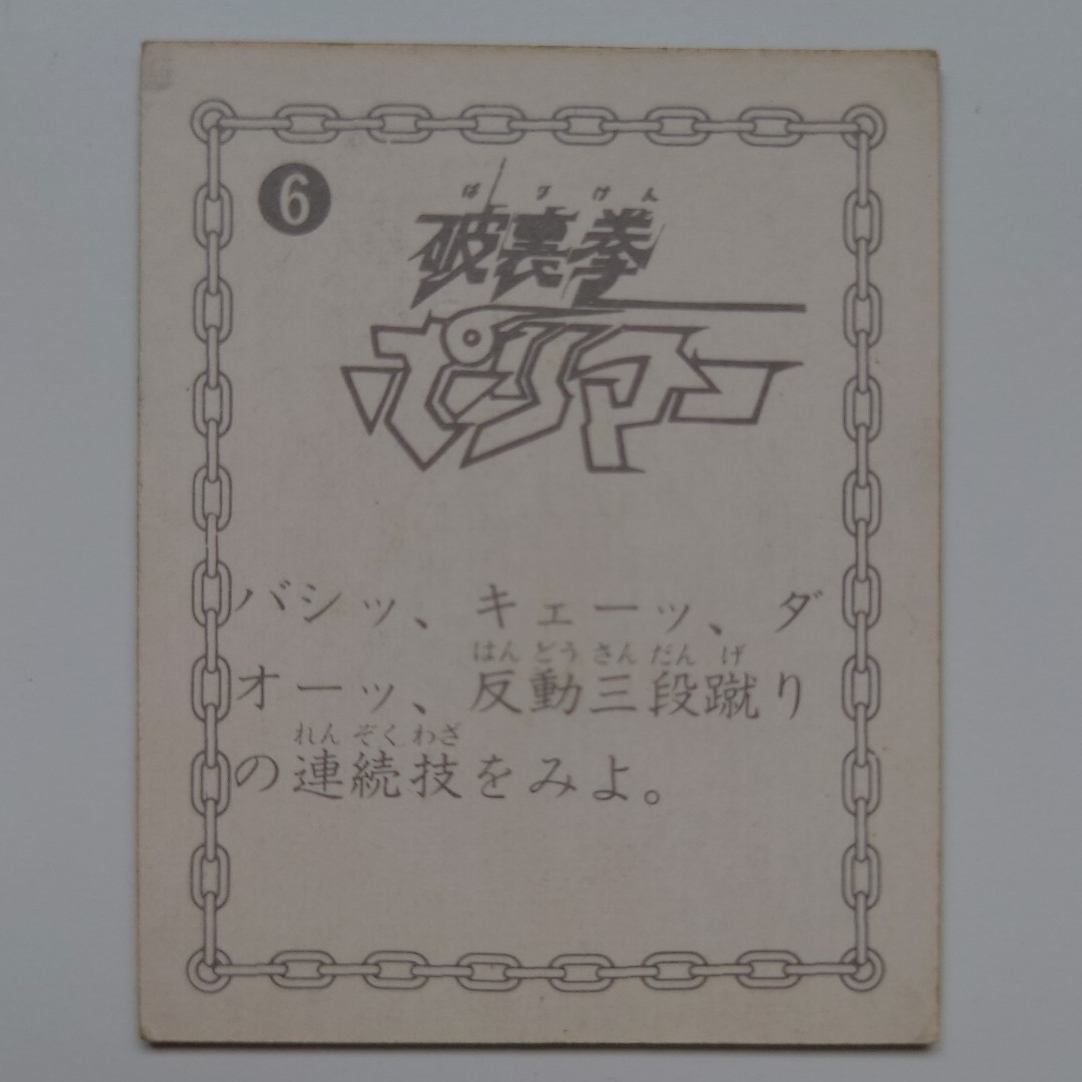 6
はりけん
破裏拳
ポリマー
バシッ、キェーッ、ダ
はんどうさんだんげ
オーッ、反動三段蹴り
れんぞくわざ
の連続技をみよ。